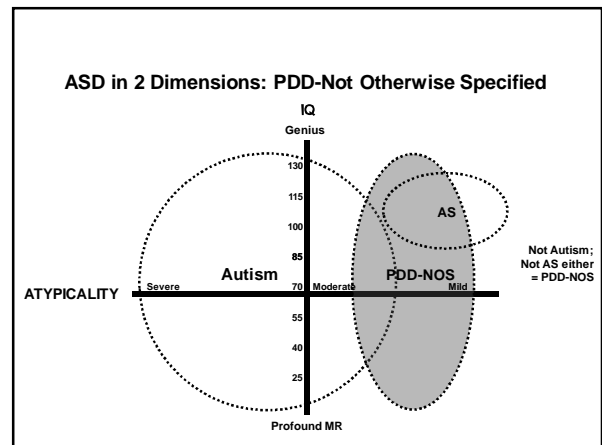 ASD in 2 Dimensions: PDD-Not Otherwise Specified
IQ
Genius
130
115
AS
100
Not Autism;
Not AS either
= PDD-NOS
85
Autism
PDD-NOS
ATYPICALITY
Severe
70
Moderate
Mild
55
40
25
Profound MR